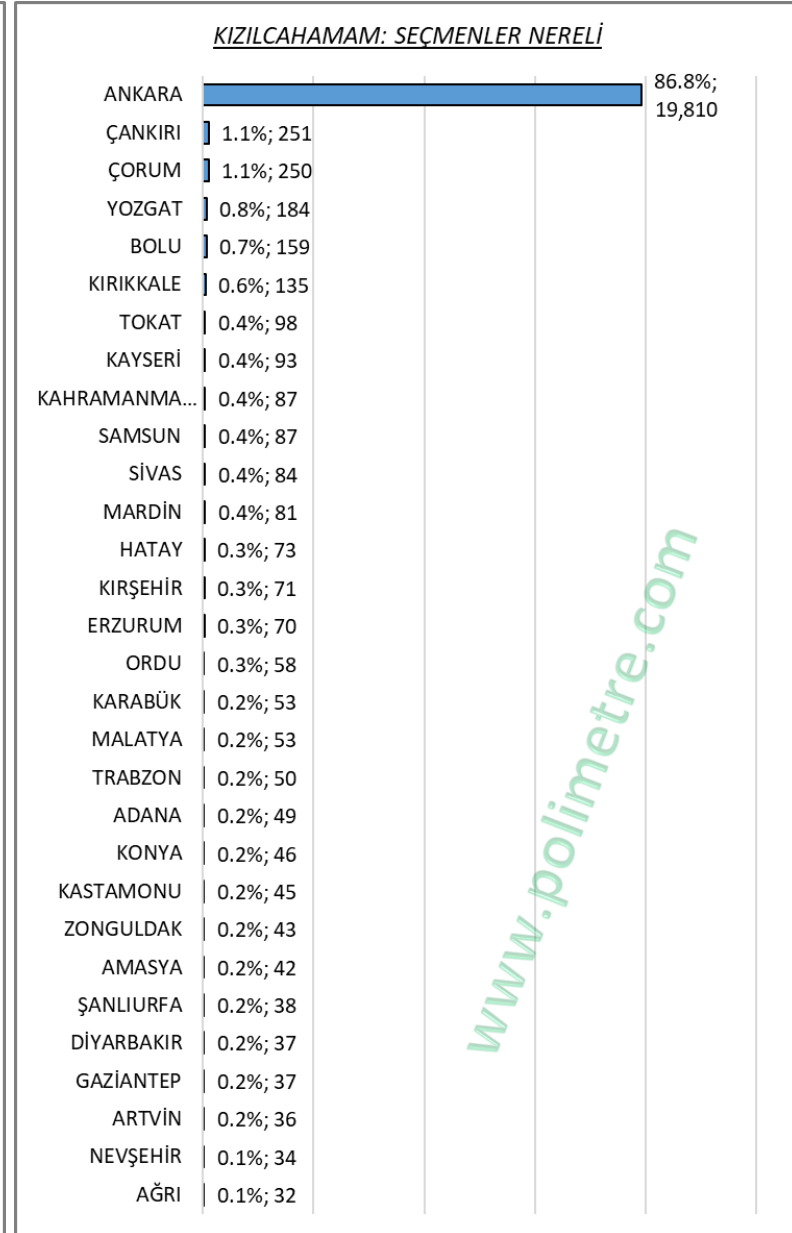 KIZILCAHAMAM: SEÇMENLER NERELİ
ANKARA 86.8%; 19,810
ÇANKIRI 1.1%; 251
ÇORUM 1.1%; 250
YOZGAT 0.8%; 184
BOLU 0.7%; 159
KIRIKKALE 0.6%; 135
TOKAT 0.4%; 98
KAYSERİ 0.4%; 93
KAHRAMANMA... 0.4%; 87
SAMSUN 0.4%; 87
SİVAS 0.4%; 84
MARDİN 0.4%; 81
HATAY 0.3%; 73
KIRŞEHİR 0.3%; 71
ERZURUM 0.3%; 70
ORDU 0.3%; 58
KARABÜK 0.2%; 53
MALATYA 0.2%; 53
TRABZON 0.2%; 50
ADANA 0.2%; 49
KONYA 0.2%; 46
KASTAMONU 0.2%; 45
ZONGULDAK 0.2%; 43
AMASYA 0.2%; 42
ŞANLIURFA 0.2%; 38
DİYARBAKIR 0.2%; 37
GAZİANTEP 0.2%; 37
ARTVİN 0.2%; 36
NEVŞEHİR 0.1%; 34
AĞRI 0.1%; 32
www.polimetre.com